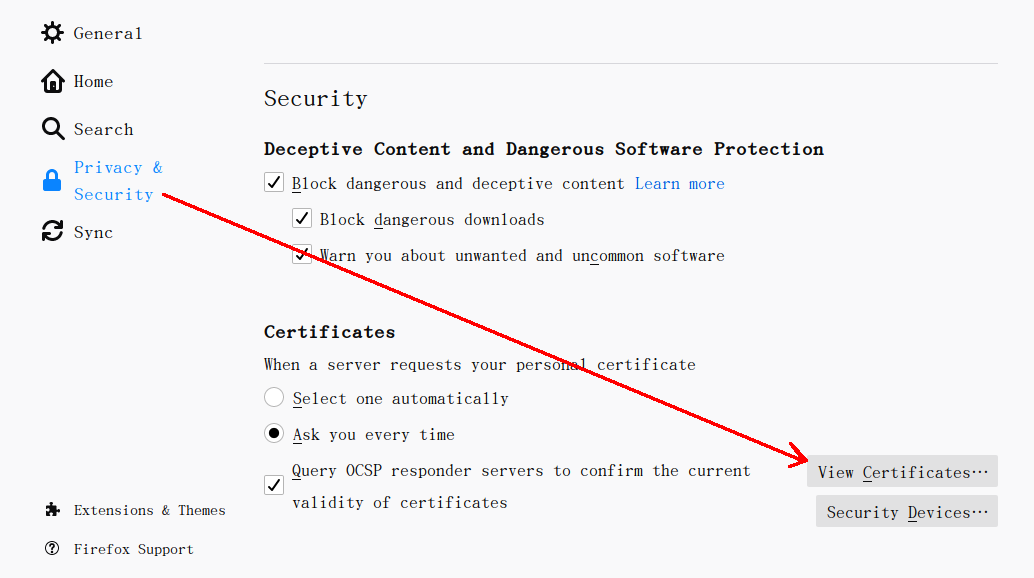 General
Home
Search
Privacy &
Security
Sync
Extensions & Themes
Firefox Support
Security
Deceptive Content and Dangerous Software Protection
Block dangerous and deceptive content Learn more
Block dangerous downloads
Warn you about unwanted and uncommon software
Certificates
When a server requests your personal certificate
Select one automatically
Ask you every time
Query OCSP responder servers to confirm the current
validity of certificates
View Certificates…
Security Devices…